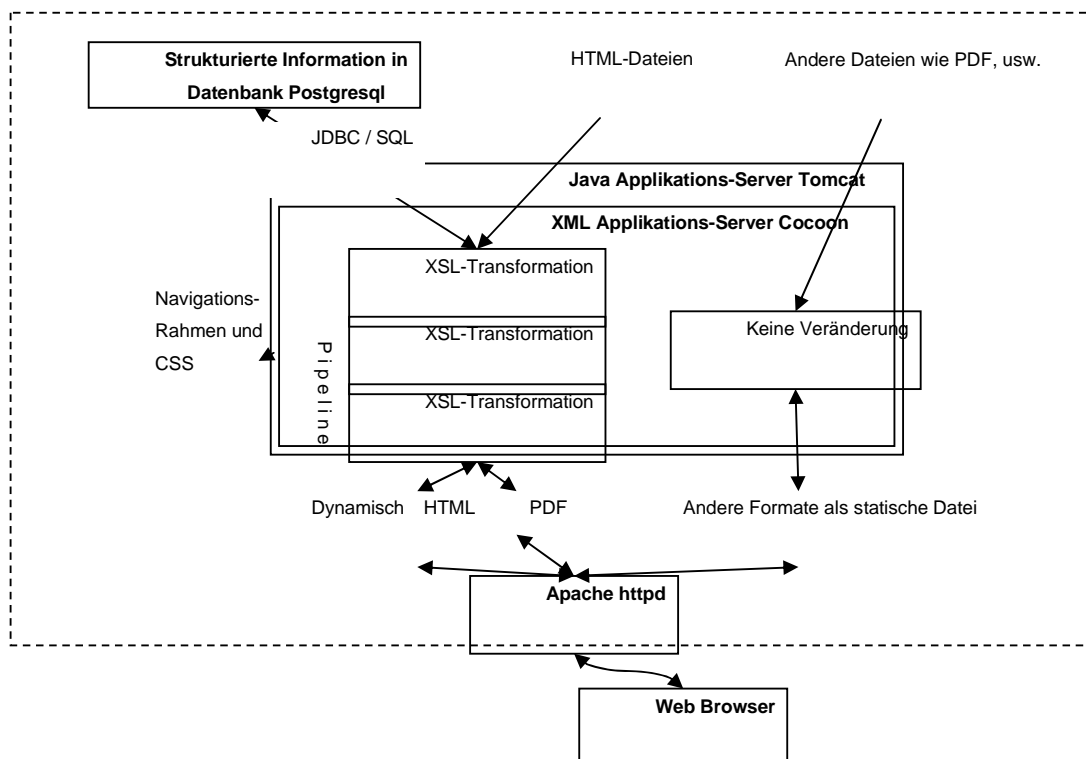 Strukturierte Information in
Datenbank Postgresql
HTML-Dateien
Andere Dateien wie PDF, usw.
JDBC / SQL
Java Applikations-Server Tomcat
XML Applikations-Server Cocoon
XSL-Transformation
Navigations-
Rahmen und
CSS
Pipeline
XSL-Transformation
Keine Veränderung
XSL-Transformation
Dynamisch HTML
PDF
Andere Formate als statische Datei
Apache httpd
Web Browser